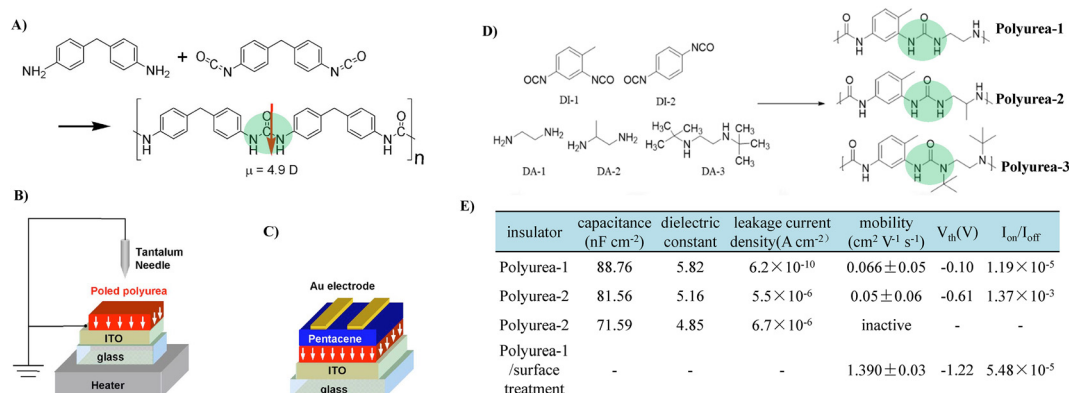 A)
NH2
NH2
+
O=C=N
N=C=O
O
O
N
H
NH
NH
N
H
n
μ = 4.9 D
B)
Tantalum
Needle
Poled polyurea
ITO
glass
Heater
C)
Au electrode
Pentacene
ITO
glass
D)
NCO
OCN NCO OCN
DI-1 DI-2
NH2
H2N
DA-1
NH2
H2N
DA-2
CH3
H3C
CH3
HN
NH
CH3
CH3
CH3
DA-3
Polyurea-1
Polyurea-2
Polyurea-3
E)
insulator capacitance (nF cm-2) dielectric constant leakage current density(A cm-2) mobility (cm2 V-1 s-1) Vth(V) Ion/Ioff
Polyurea-1 88.76 5.82 6.2×10-10 0.066±0.05 -0.10 1.19×10-5
Polyurea-2 81.56 5.16 5.5×10-6 0.05±0.06 -0.61 1.37×10-3
Polyurea-2 71.59 4.85 6.7×10-6 inactive - -
Polyurea-1
/surface - - - 1.390±0.03 -1.22 5.48×10-5
treatment